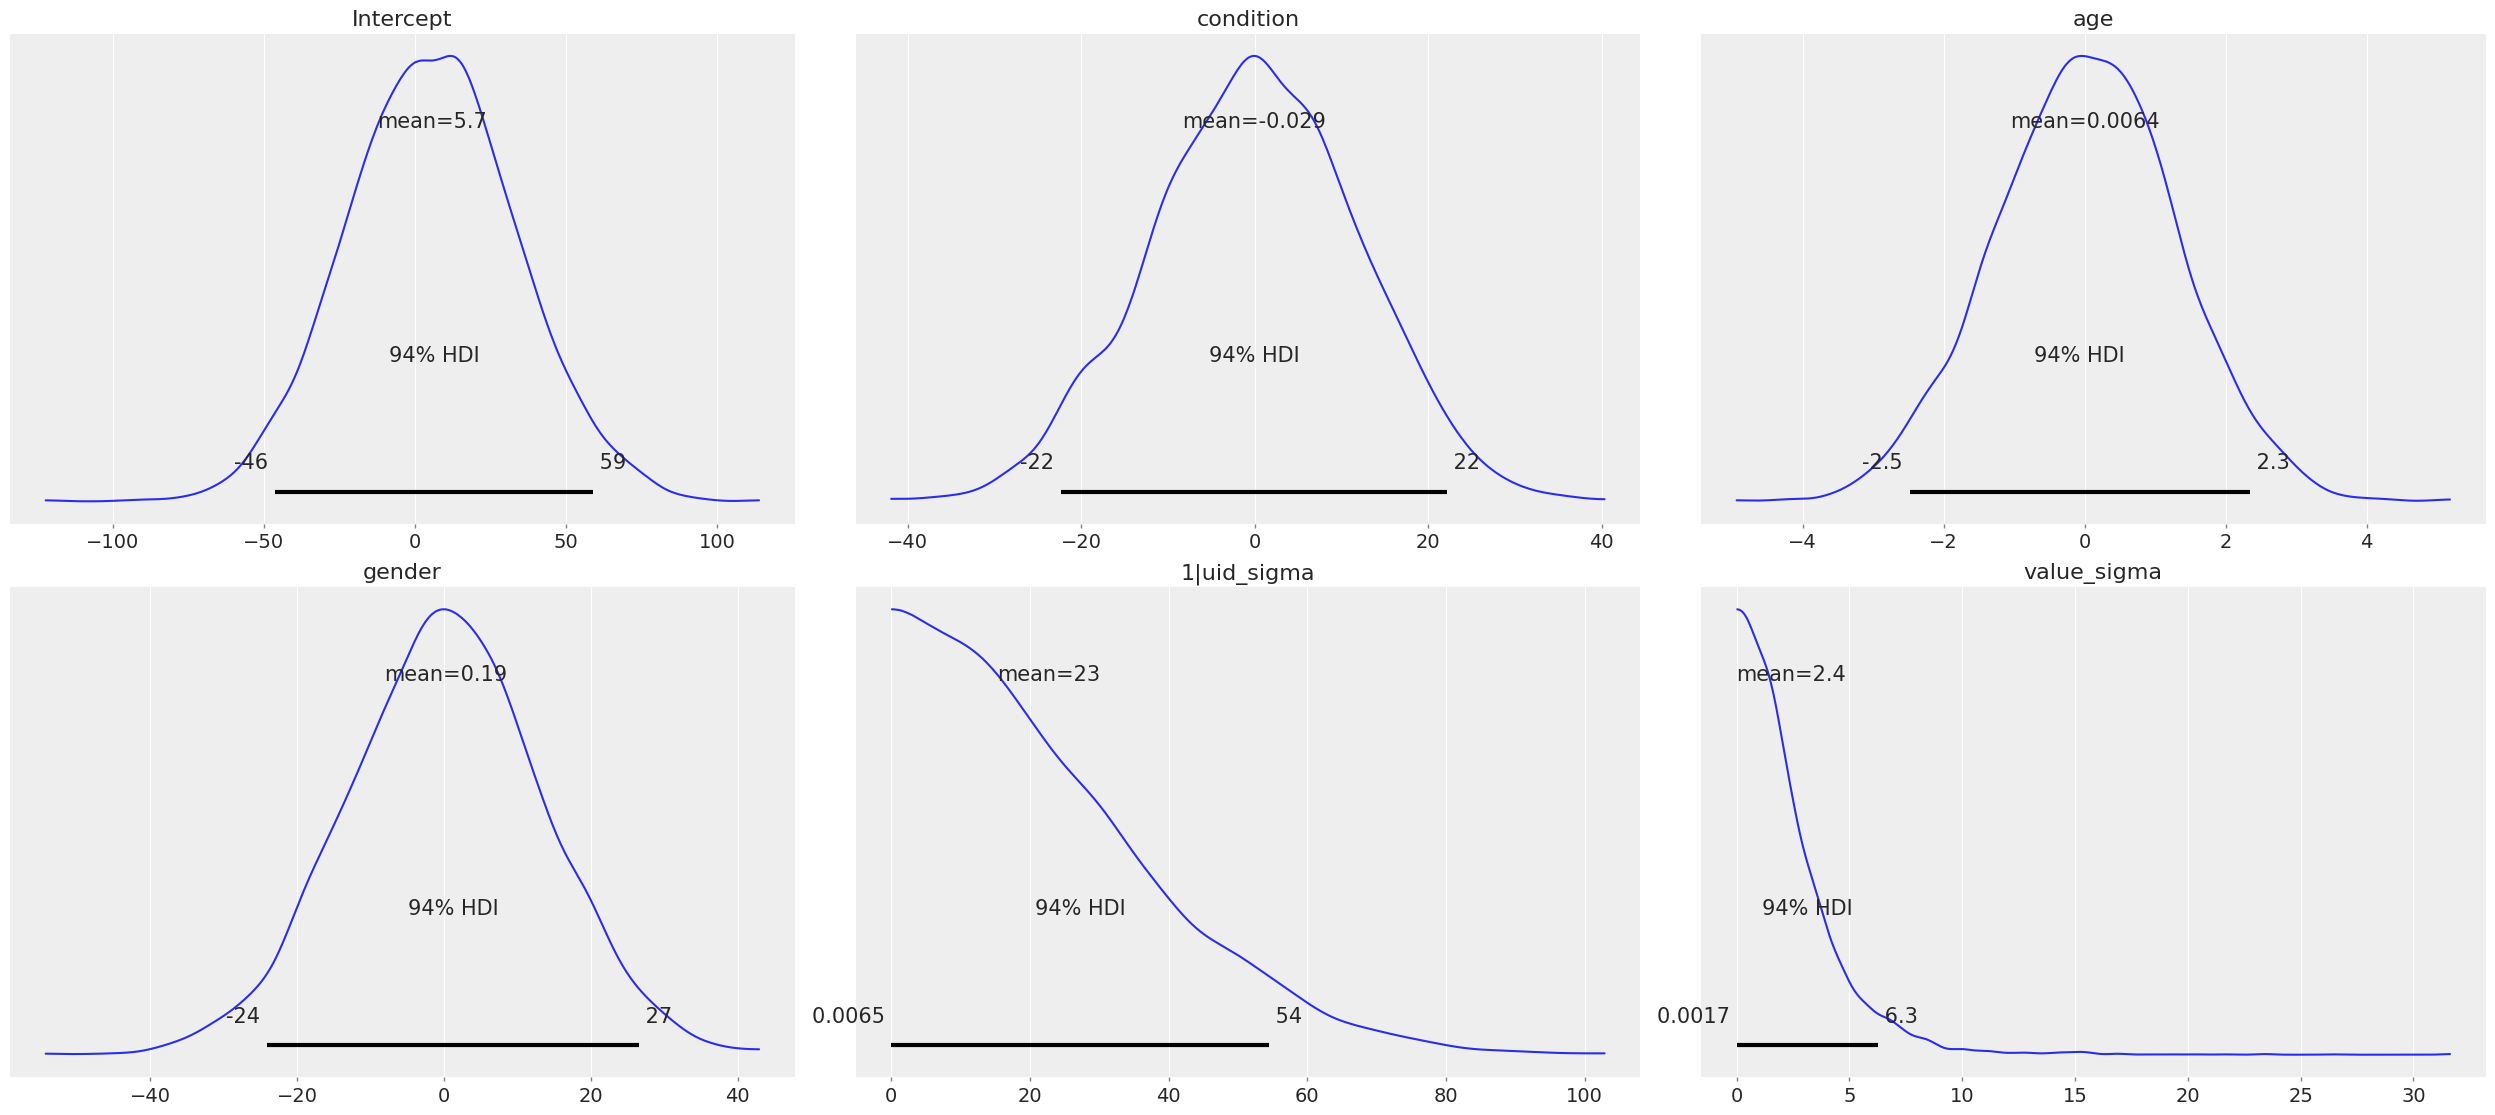 Intercept
mean=5.7
94% HDI
-46 59
−100 −50 0 50 100
condition
mean=-0.029
94% HDI
-22 22
−40 −20 0 20 40
age
mean=0.0064
94% HDI
-2.5 2.3
−4 −2 0 2 4
gender
mean=0.19
94% HDI
-24 27
−40 −20 0 20 40
1|uid_sigma
mean=23
94% HDI
0.0065 54
0 20 40 60 80 100
value_sigma
mean=2.4
94% HDI
0.0017 6.3
0 5 10 15 20 25 30